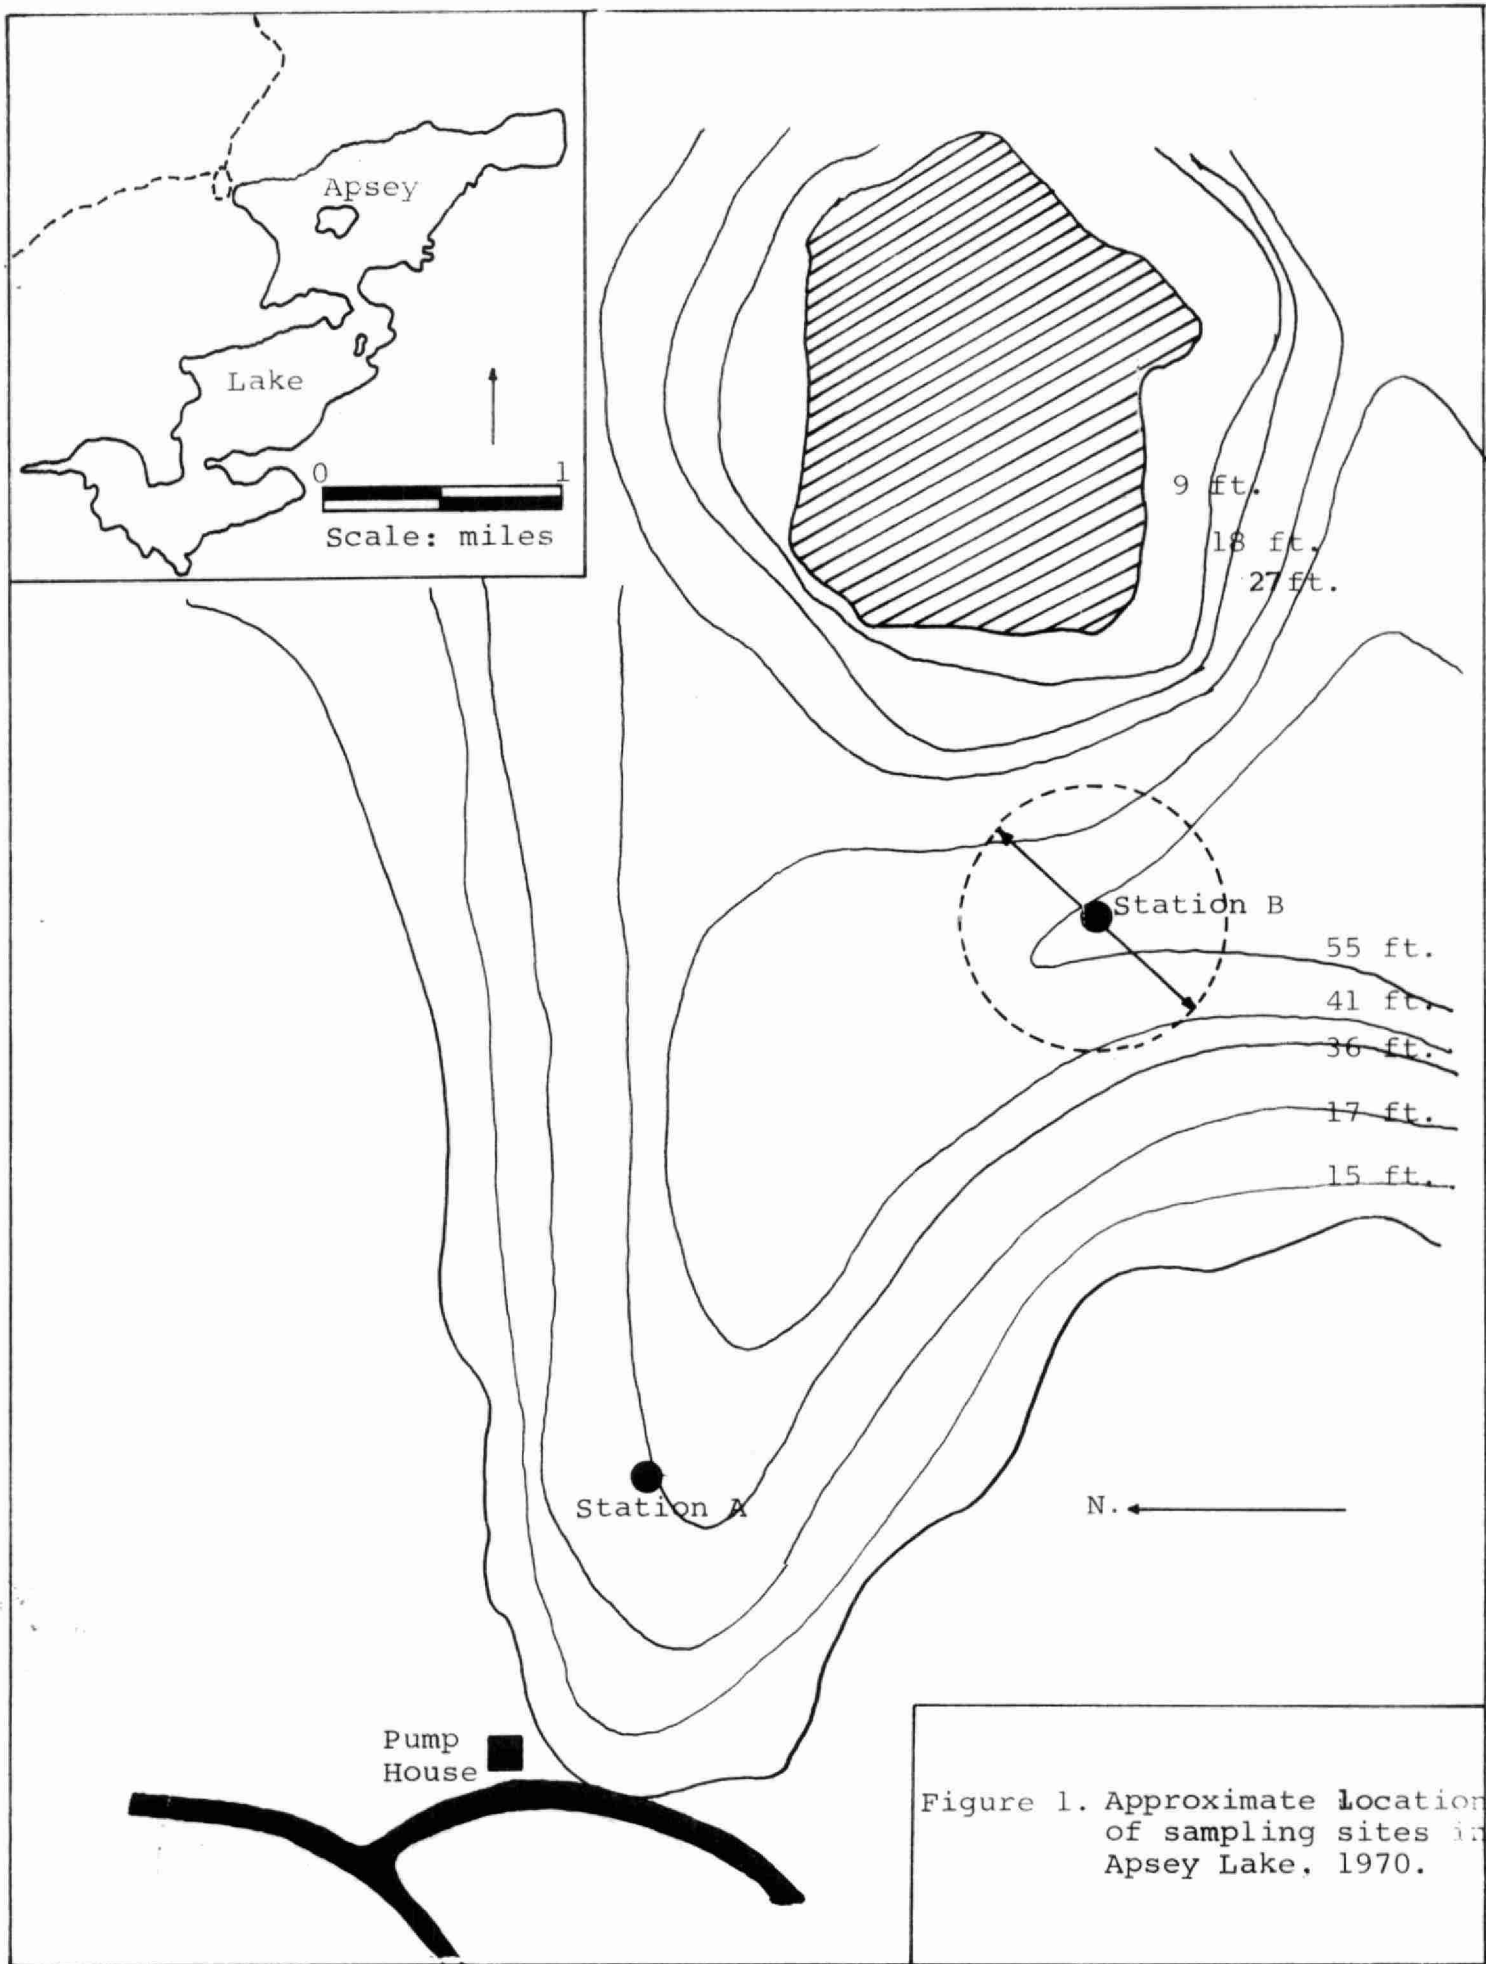 Apsey
Lake
0 1
Scale: miles
9 ft.
18 ft.
27 ft.
Station B
55 ft.
41 ft.
36 ft.
17 ft.
15 ft.
Station A
N.
Pump
House
Figure 1. Approximate Location
of sampling sites in
Apsey Lake, 1970.